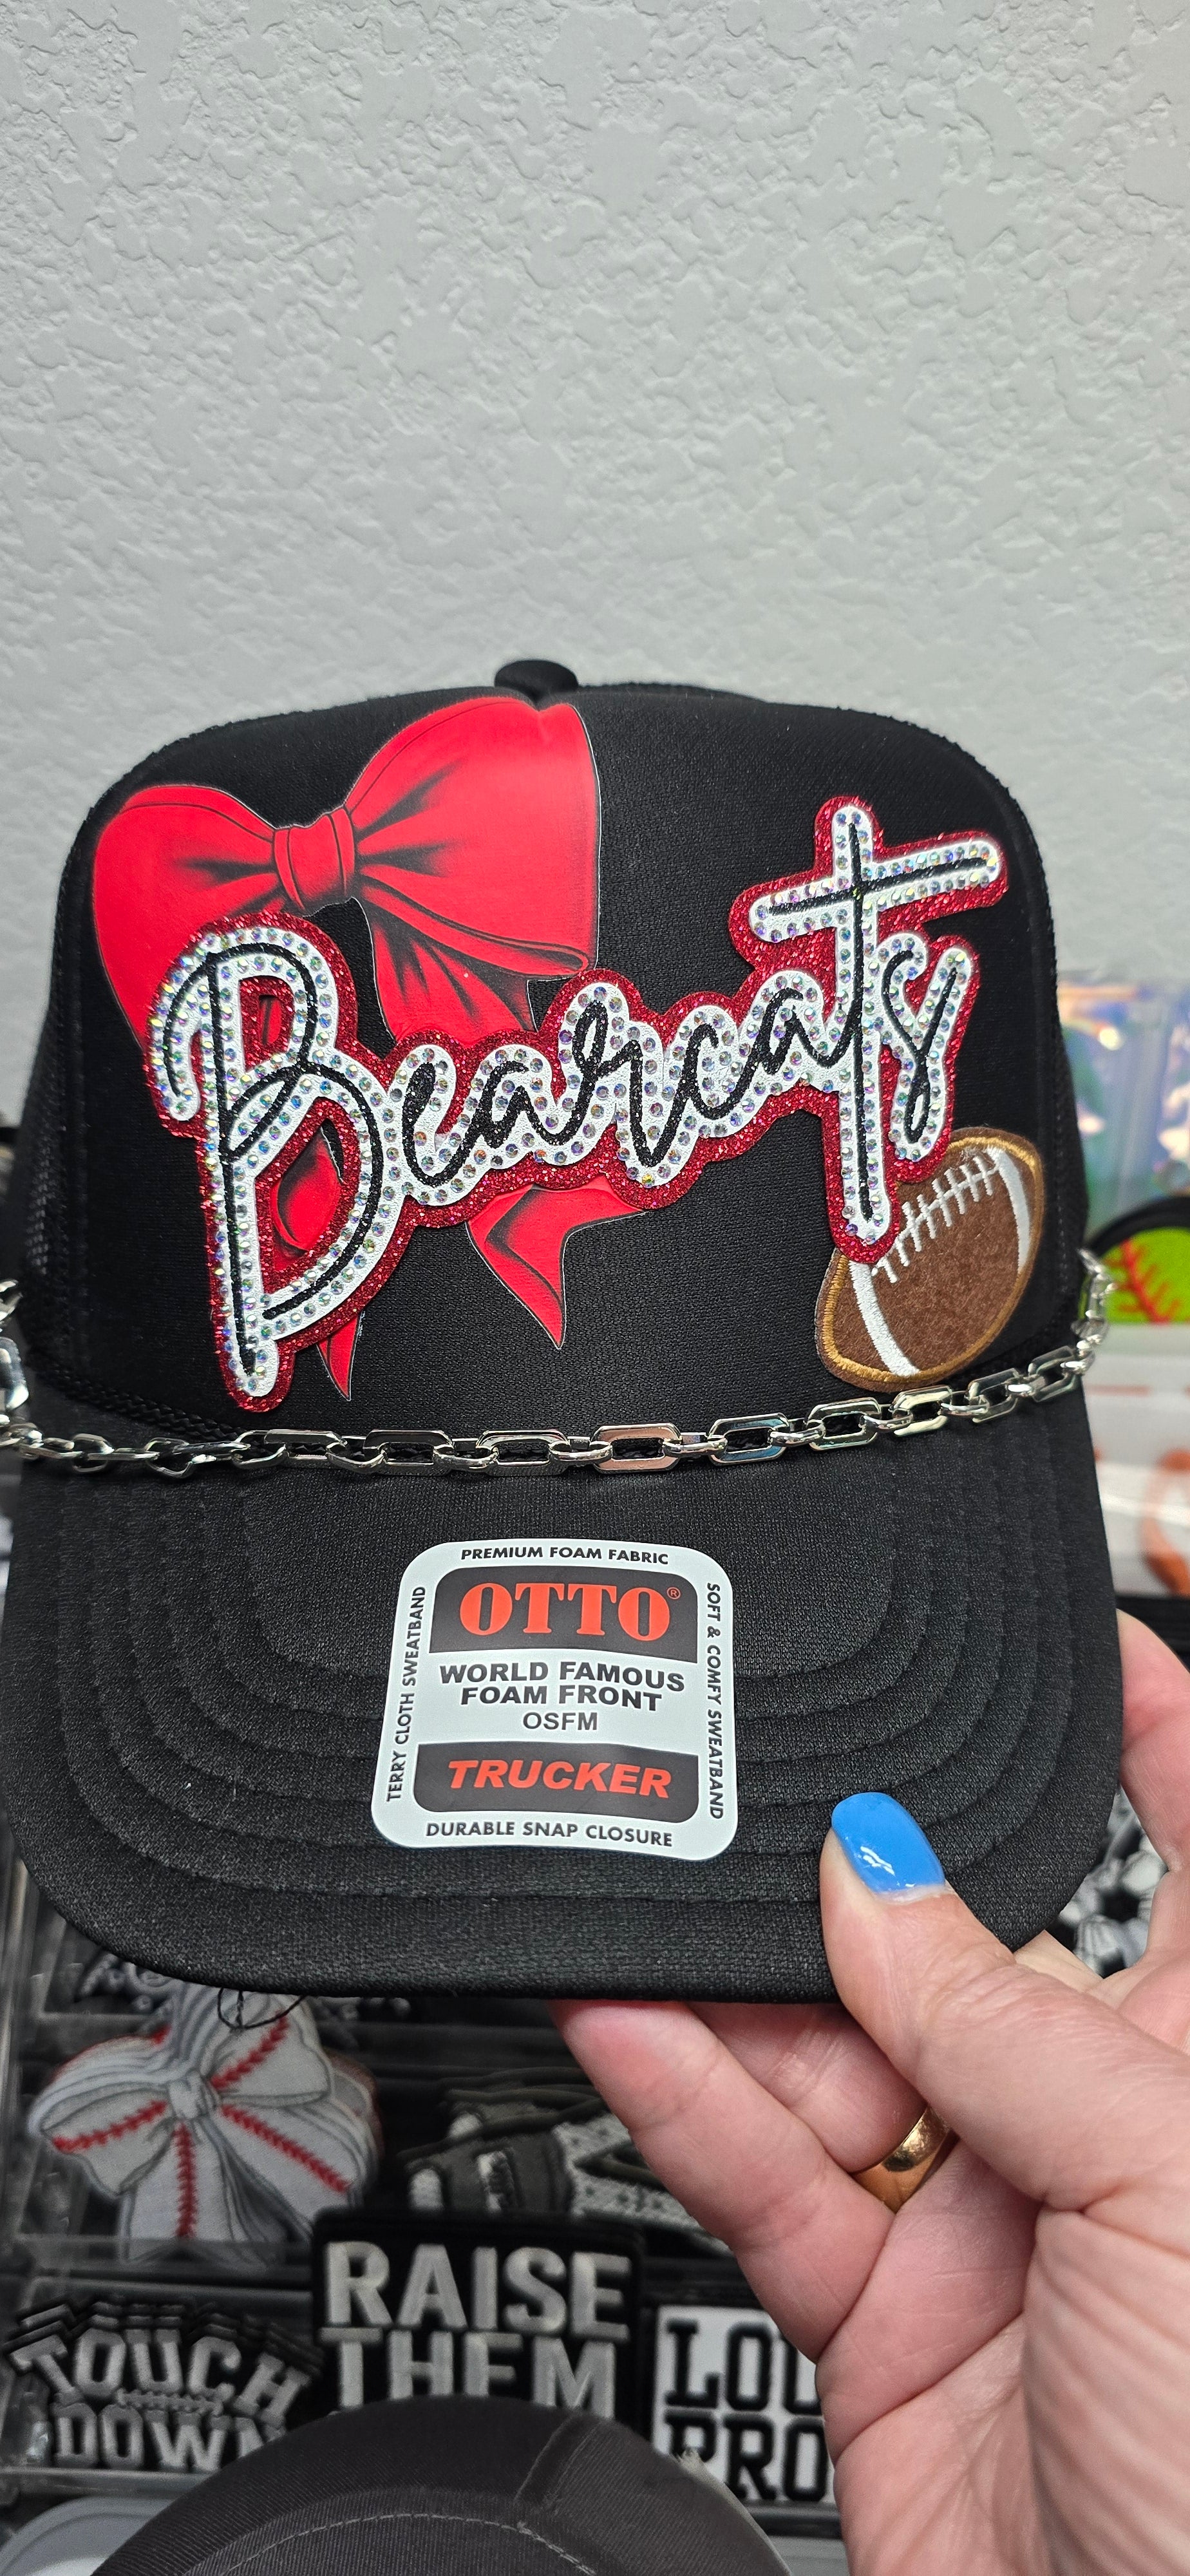 Bearcats
PREMIUM FOAM FABRIC
TERRY CLOTH SWEATBAND
OTTO®
WORLD FAMOUS
FOAM FRONT
OSFM
TRUCKER
SOFT & COMFY SWEATBAND
DURABLE SNAP CLOSURE
RAISE
THEM
TOUCH
DOWN